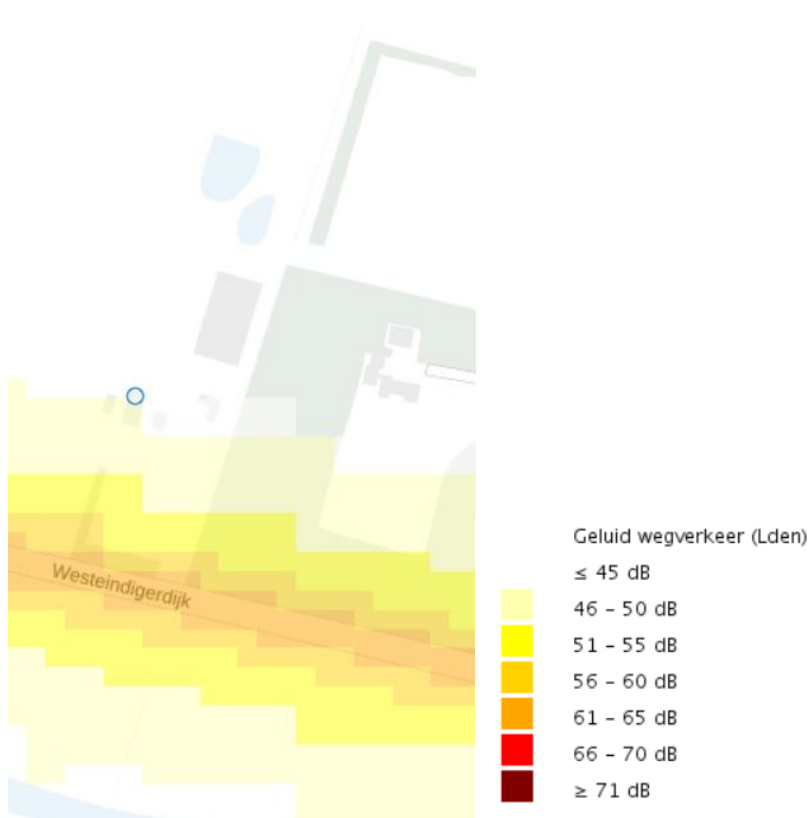 Westeindigerdijk
Geluid wegverkeer (Lden)
≤ 45 dB
46 – 50 dB
51 – 55 dB
56 – 60 dB
61 – 65 dB
66 – 70 dB
≥ 71 dB